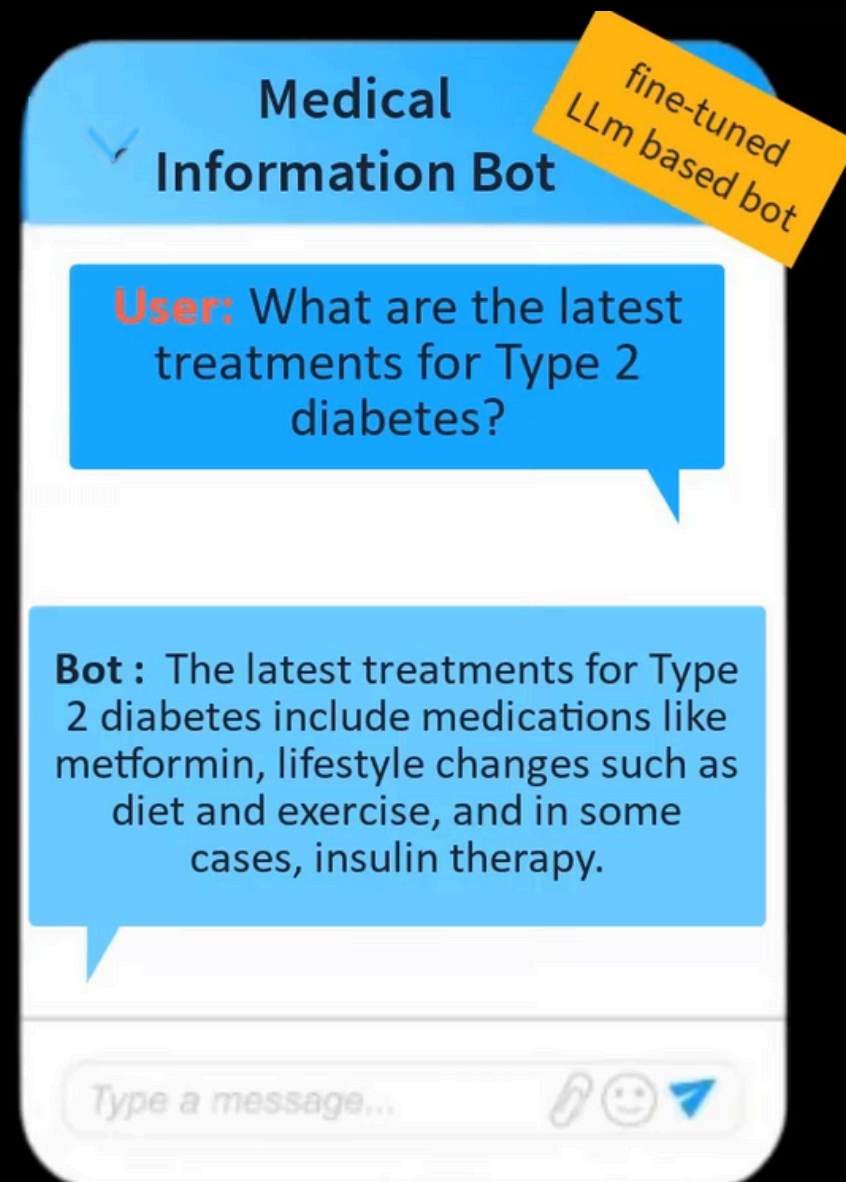 Medical
Information Bot
fine-tuned
LLm based bot
User: What are the latest
treatments for Type 2
diabetes?
Bot : The latest treatments for Type
2 diabetes include medications like
metformin, lifestyle changes such as
diet and exercise, and in some
cases, insulin therapy.
Type a message...